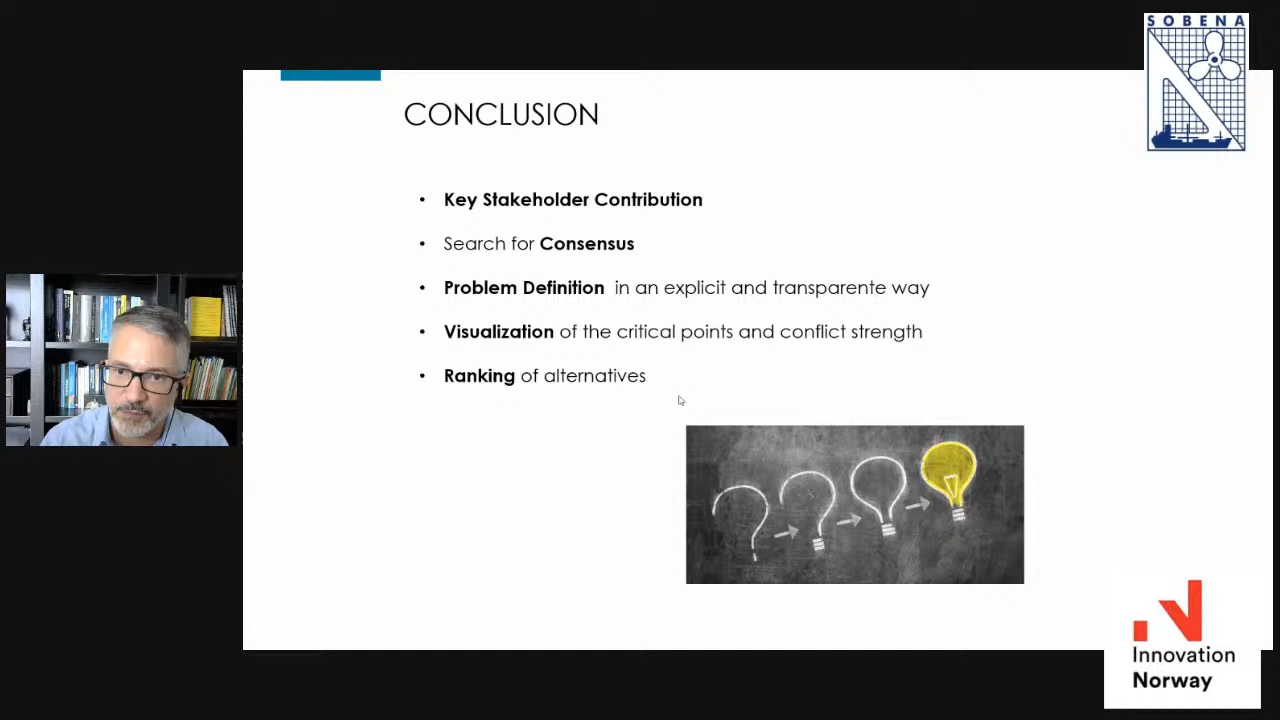 SOBENA
CONCLUSION
• Key Stakeholder Contribution
• Search for Consensus
• Problem Definition in an explicit and transparente way
• Visualization of the critical points and conflict strength
• Ranking of alternatives
Innovation
Norway